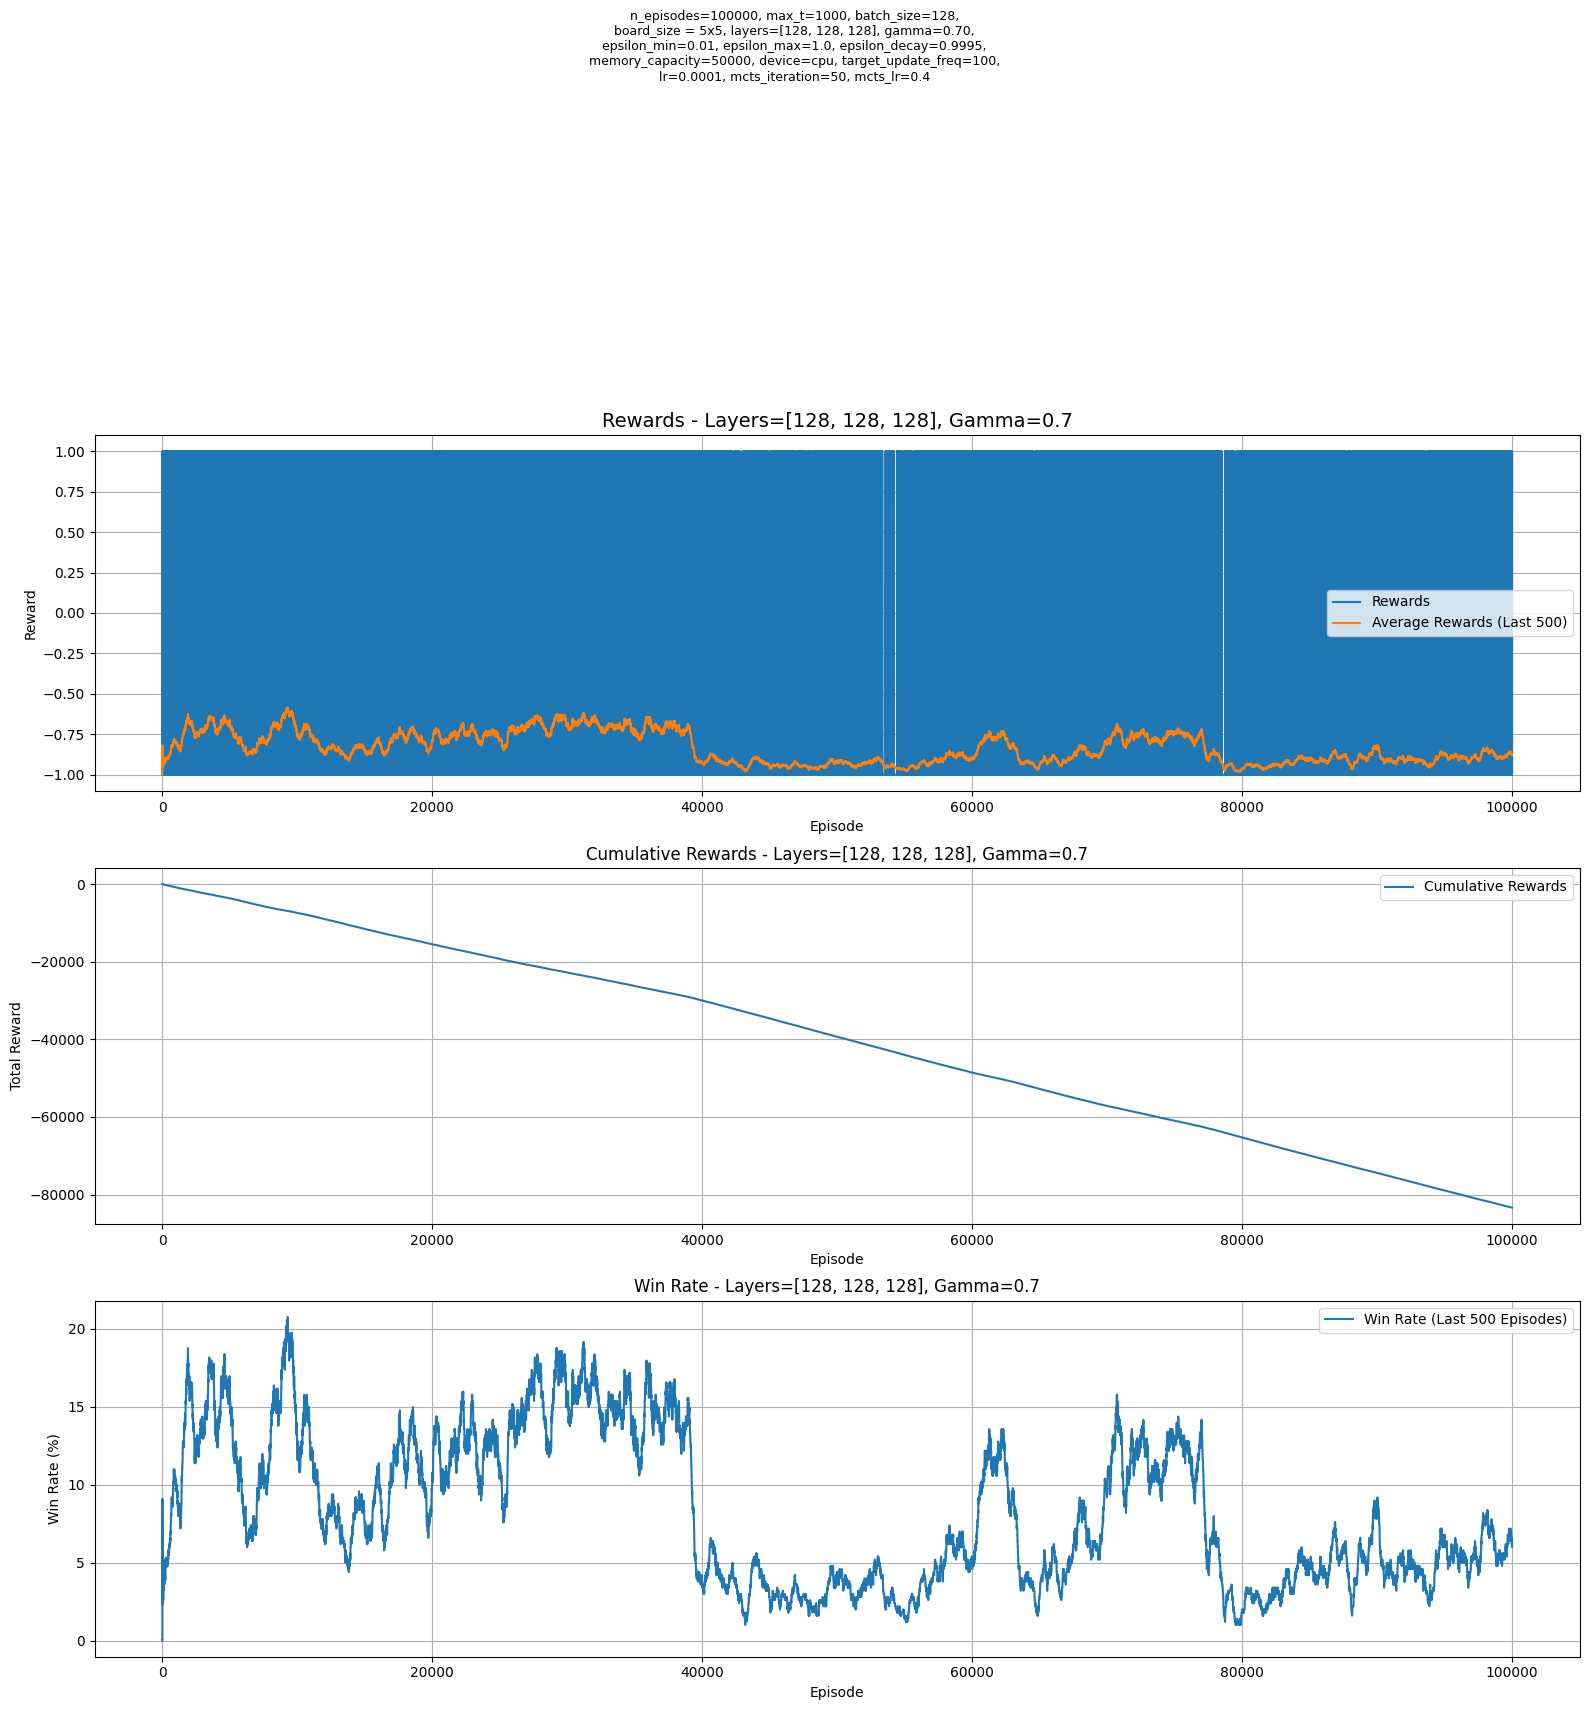 n_episodes=100000, max_t=1000, batch_size=128,
board_size = 5x5, layers=[128, 128, 128], gamma=0.70,
epsilon_min=0.01, epsilon_max=1.0, epsilon_decay=0.9995,
memory_capacity=50000, device=cpu, target_update_freq=100,
lr=0.0001, mcts_iteration=50, mcts_lr=0.4
Rewards - Layers=[128, 128, 128], Gamma=0.7
1.00
0.75
0.50
0.25
0.00
−0.25
−0.50
−0.75
−1.00
Reward
Rewards
Average Rewards (Last 500)
0 20000 40000 60000 80000 100000
Episode
Cumulative Rewards - Layers=[128, 128, 128], Gamma=0.7
Cumulative Rewards
0
−20000
−40000
−60000
−80000
Total Reward
0 20000 40000 60000 80000 100000
Episode
Win Rate - Layers=[128, 128, 128], Gamma=0.7
Win Rate (Last 500 Episodes)
20
15
10
5
0
Win Rate (%)
0 20000 40000 60000 80000 100000
Episode